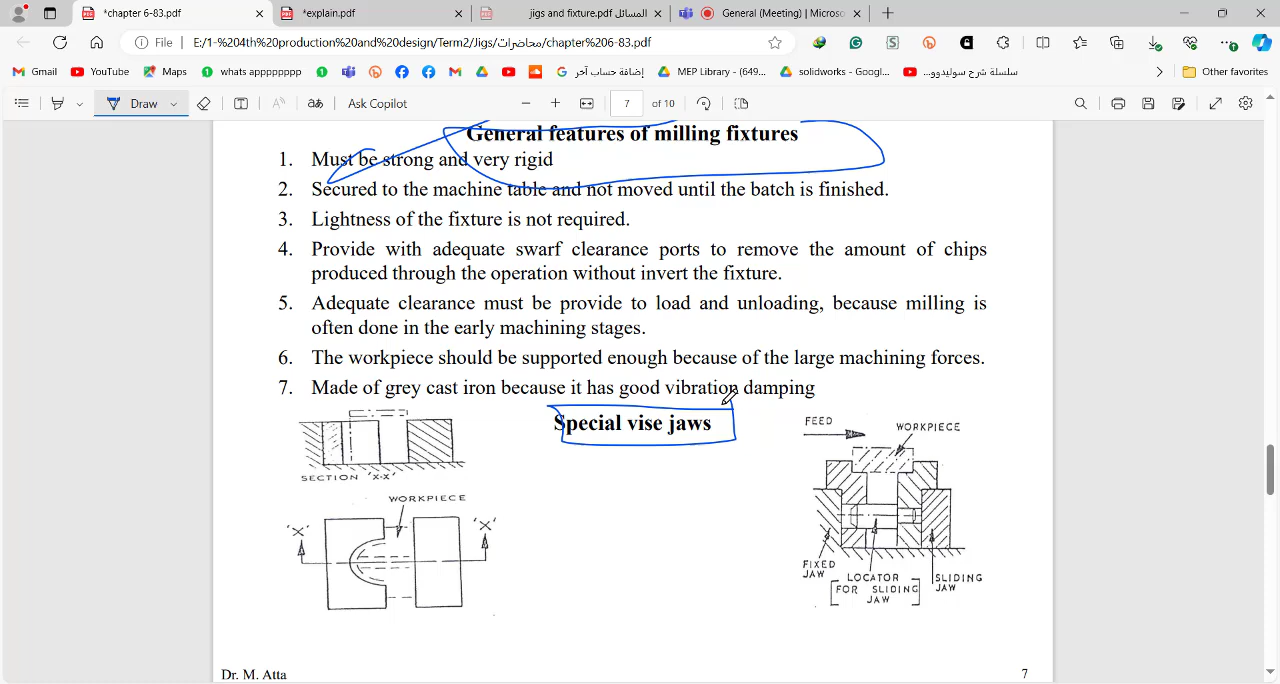 *chapter 6-83.pdf
*explain.pdf
المسائل jigs and fixture.pdf
General (Meeting) | Microso
File
E:/1-%204th%20production%20and%20design/Term2/Jigs/محاضرات/chapter%206-83.pdf
Gmail
YouTube
Maps
whats apppppppp
إضافة حساب آخر
MEP Library - (649...
solidworks - Googl...
سلسلة شرح سوليدوو...
Other favorites
Draw
Ask Copilot
7
of 10
General features of milling fixtures
1. Must be strong and very rigid
2. Secured to the machine table and not moved until the batch is finished.
3. Lightness of the fixture is not required.
4. Provide with adequate swarf clearance ports to remove the amount of chips
produced through the operation without invert the fixture.
5. Adequate clearance must be provide to load and unloading, because milling is
often done in the early machining stages.
6. The workpiece should be supported enough because of the large machining forces.
7. Made of grey cast iron because it has good vibration damping
Special vise jaws
SECTION 'X-X'
WORKPIECE
'X'
'X'
FEED
WORKPIECE
FIXED
JAW
LOCATOR
FOR SLIDING
JAW
SLIDING
JAW
Dr. M. Atta
7